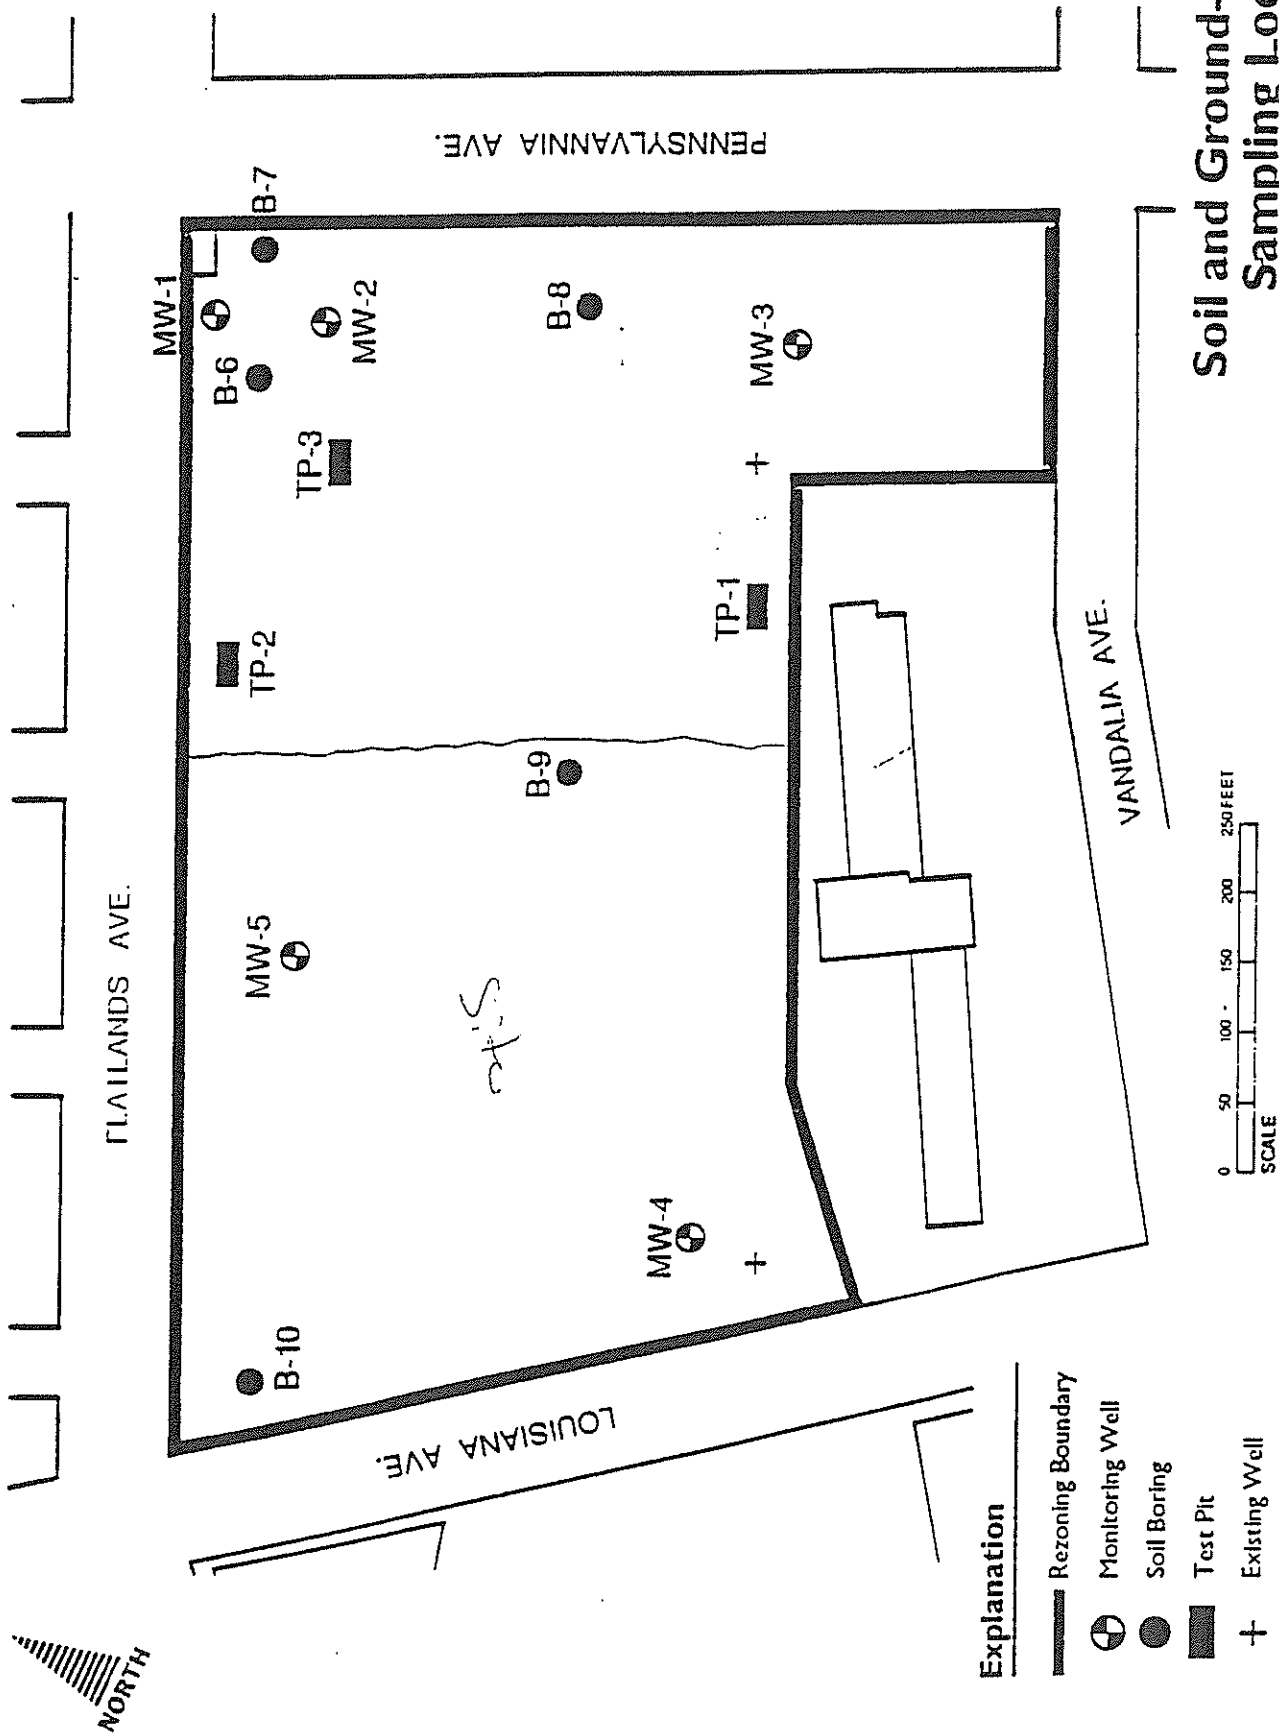 NORTH
FLATLANDS AVE.
PENNSYLVANNIA AVE.
LOUISIANA AVE.
VANDALIA AVE.
MW-1
B-7
B-6
MW-2
TP-3
B-8
MW-3
TP-2
TP-1
B-9
MW-5
Site
MW-4
B-10
Explanation
Rezoning Boundary
Monitoring Well
Soil Boring
Test Pit
Existing Well
0 50 100 150 200 250 FEET
SCALE
Soil and Ground-
Sampling Loc